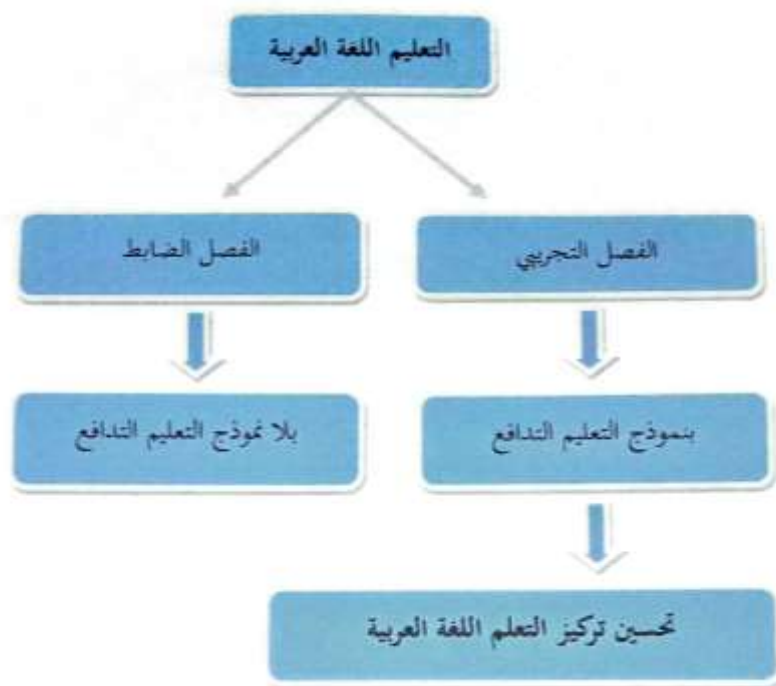 التعليم اللغة العربية
الفصل التجريبي
الفصل الضابط
بنموذج التعليم التدافع
بلا نموذج التعليم التدافع
تحسين تركيز التعلم اللغة العربية